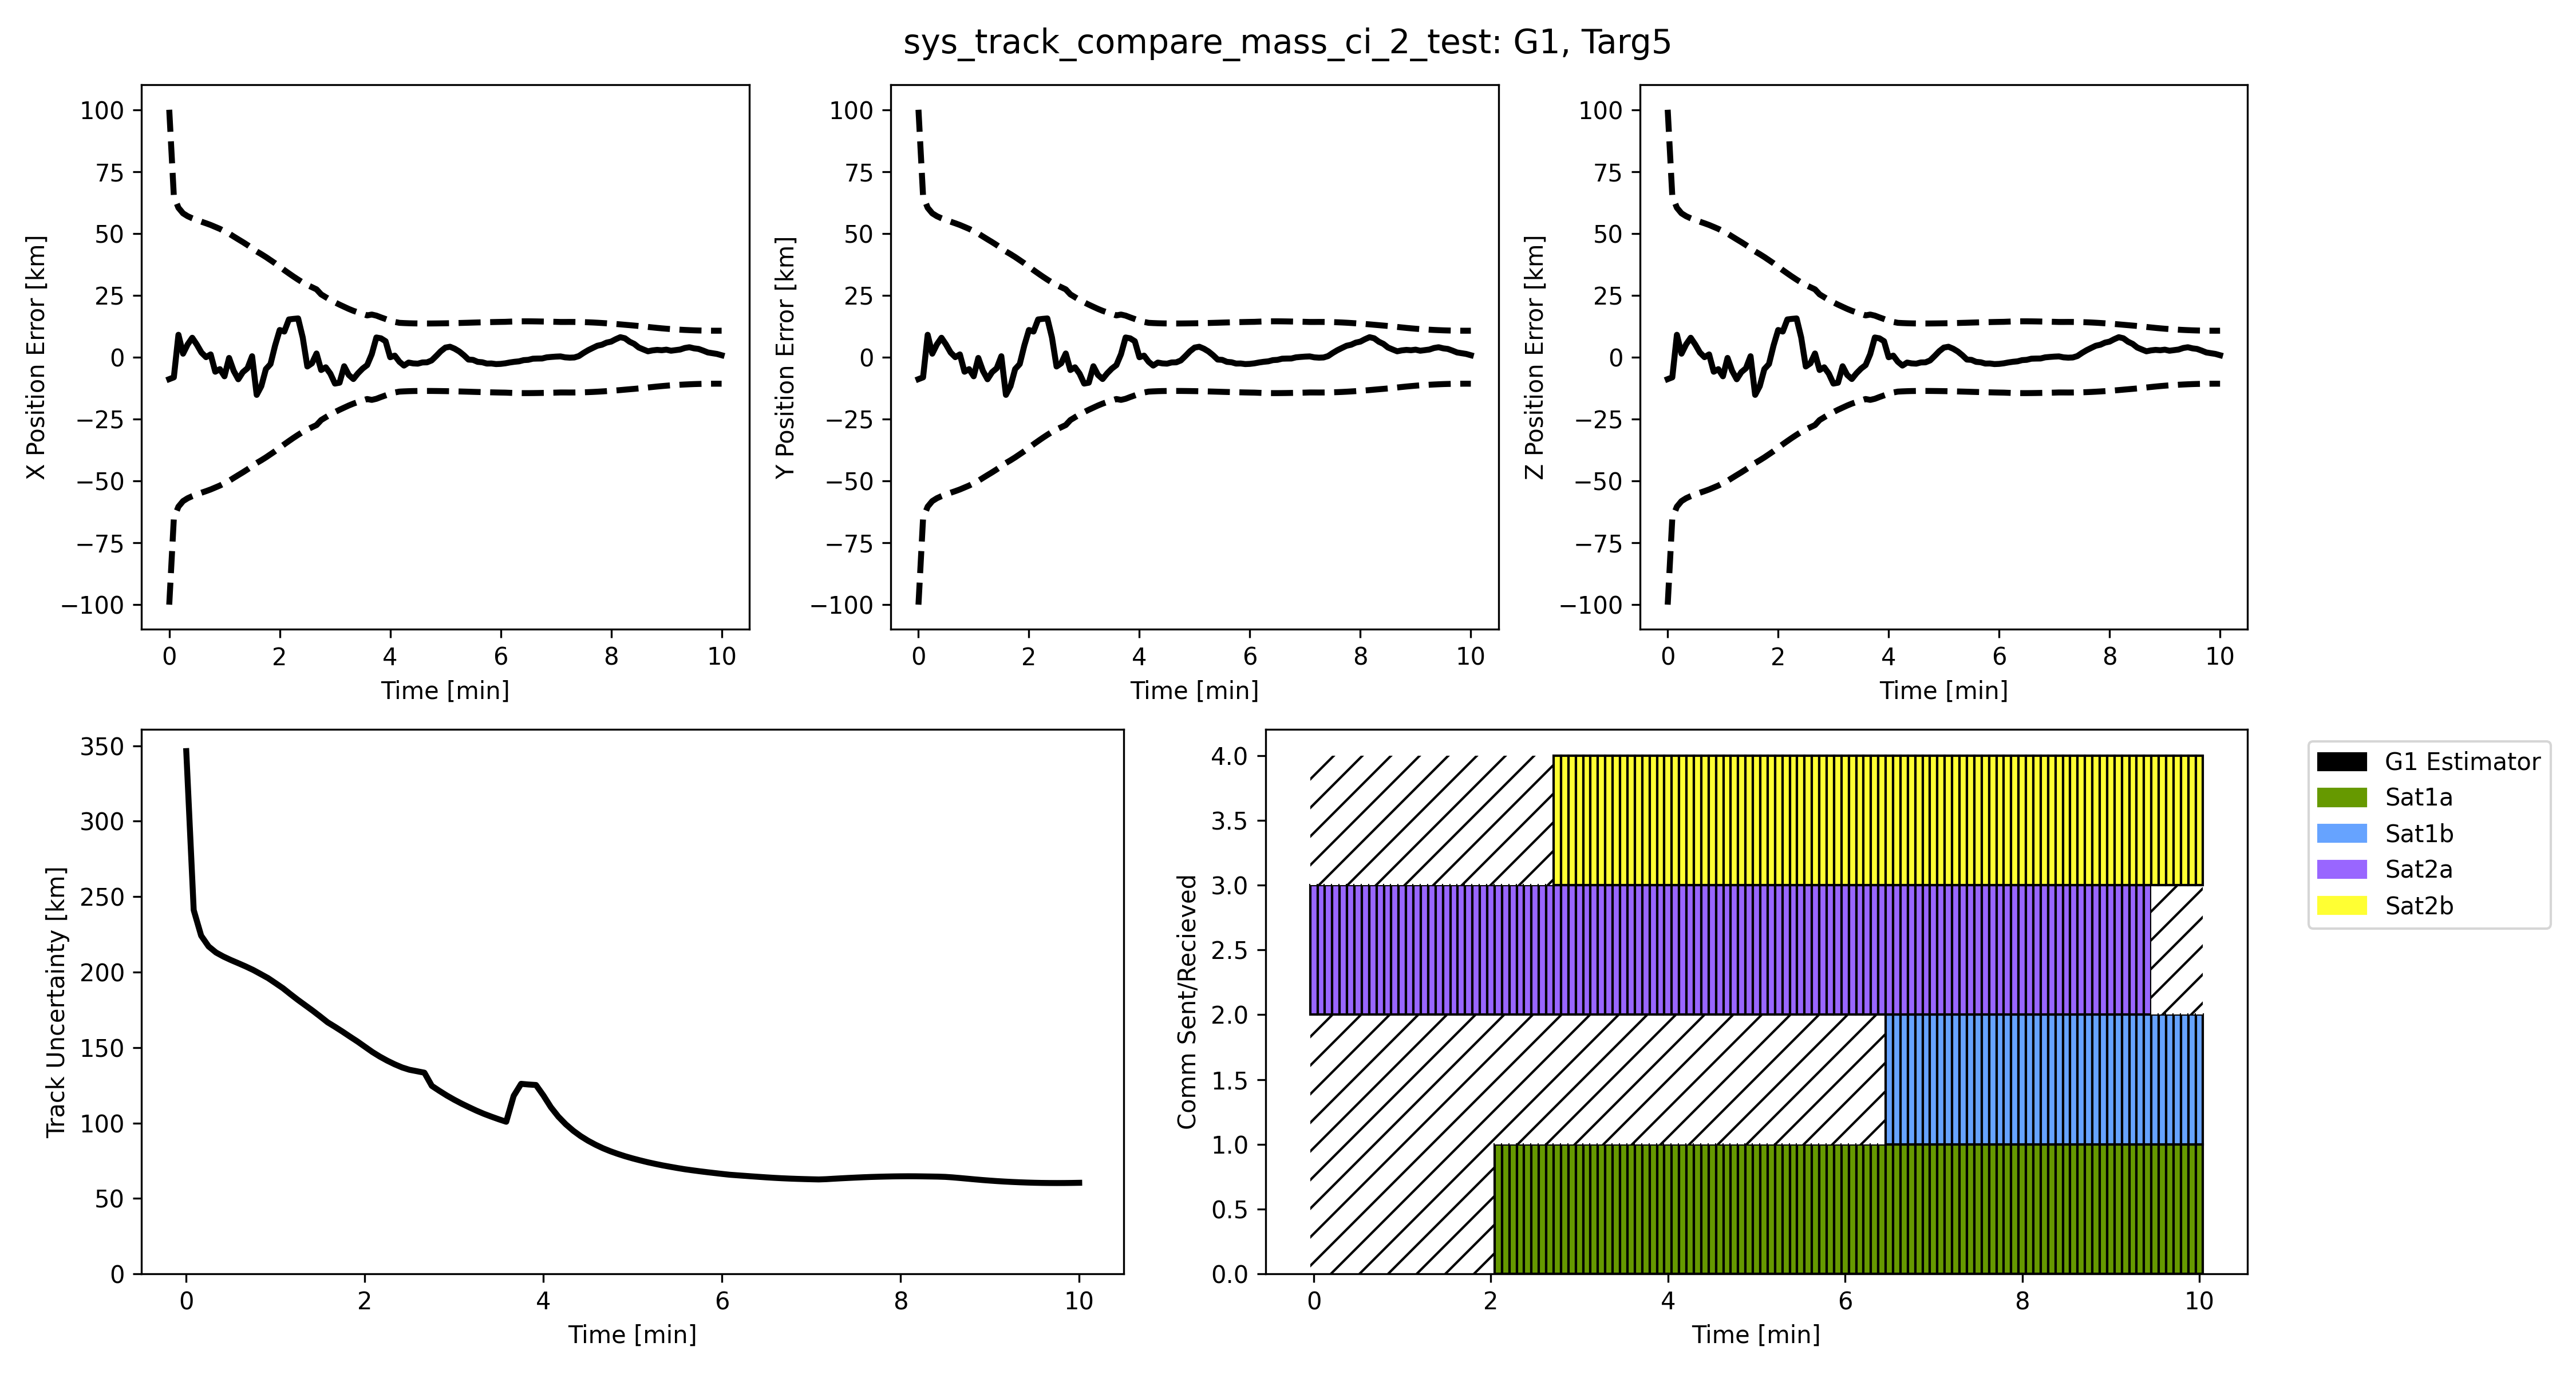 sys_track_compare_mass_ci_2_test: G1, Targ5
X Position Error [km]
100
75
50
25
0
−25
−50
−75
−100
0 2 4 6 8 10
Time [min]
Y Position Error [km]
100
75
50
25
0
−25
−50
−75
−100
0 2 4 6 8 10
Time [min]
Z Position Error [km]
100
75
50
25
0
−25
−50
−75
−100
0 2 4 6 8 10
Time [min]
Track Uncertainty [km]
350
300
250
200
150
100
50
0
0 2 4 6 8 10
Time [min]
Comm Sent/Recieved
4.0
3.5
3.0
2.5
2.0
1.5
1.0
0.5
0.0
0 2 4 6 8 10
Time [min]
G1 Estimator
Sat1a
Sat1b
Sat2a
Sat2b